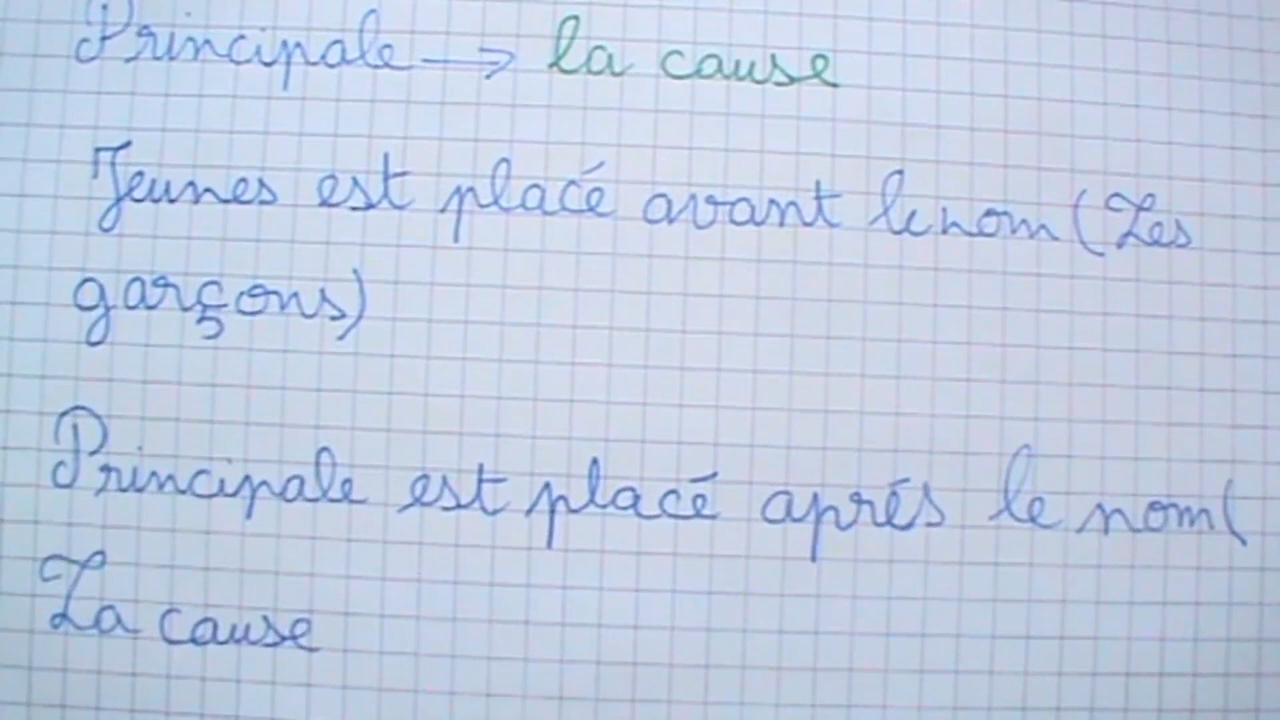 Principale → la cause
Jeunes est placé avant le nom (Les
garçons)
Principale est placé après le nom (
La cause